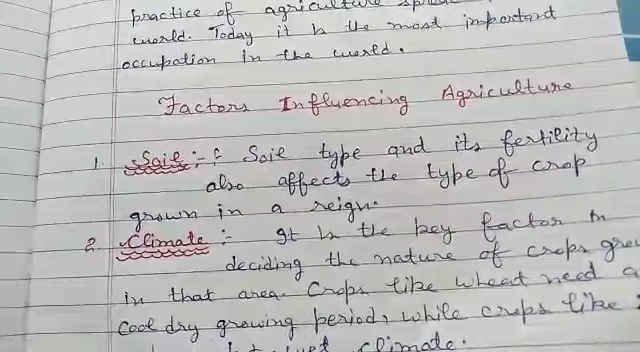 practice of agriculture
world. Today it is the most important
occupation in the world.
Factors Influencing Agriculture
1. Soil :- : Soil type and its fertility
also affects the type of crop
grown in a reign.
2. Climate :- It is the key factor in
deciding the nature of crops
in that area. Crops like wheat need a
cool dry growing period, while crops like
climate.